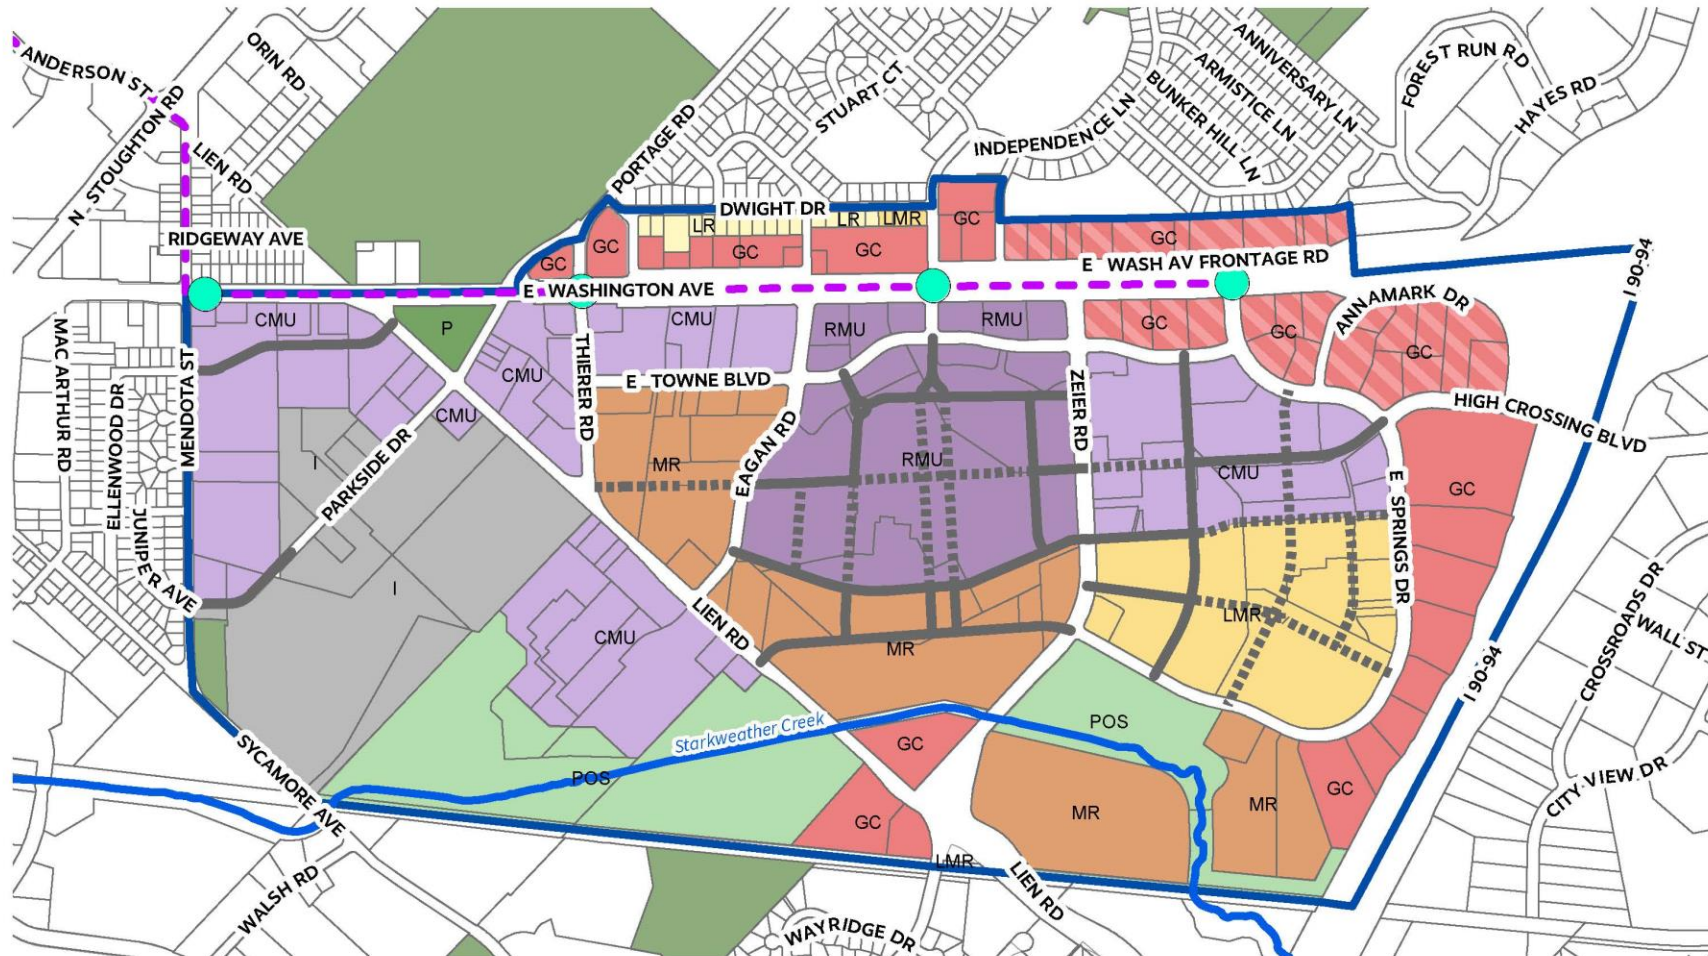 ANDERSON ST
ORIN RD
N STOUGHTON RD
LIEN RD
RIDGEWAY AVE
PORTAGE RD
STUART CT
INDEPENDENCE LN
ANNIVERSARY LN
ARMISTICE LN
BUNKER HILL LN
FOREST RUN RD
HAYES RD
DWIGHT DR
LR
LR
LMR
GC
GC
GC
GC
GC
GC
E WASH AV FRONTAGE RD
E WASHINGTON AVE
I 90-94
ANNAMARK DR
CMU
P
CMU
RMU
RMU
GC
GC
GC
MAC ARTHUR RD
ELLENWOOD DR
JUNIPER AVE
MENDOTA ST
THIERER RD
CMU
CMU
E TOWNE BLVD
ZEIER RD
HIGH CROSSING BLVD
EAGAN RD
PARKSIDE DR
I
MR
RMU
CMU
GC
E SPRINGS DR
I
CMU
LIEN RD
MR
LMR
CROSSROADS DR
WALL ST
I 90-94
Starkweather Creek
POS
POS
GC
SYCAMORE AVE
GC
MR
MR
GC
CITY VIEW DR
LMR
LIEN RD
WALSH RD
WAYRIDGE DR